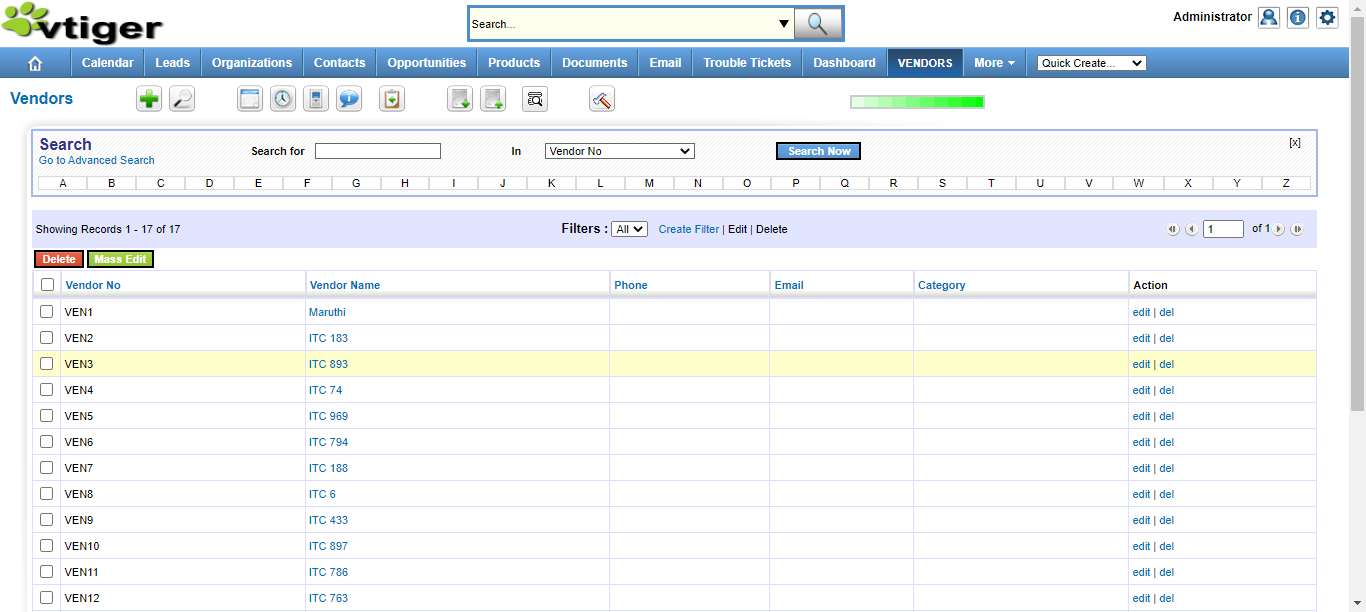 vtiger
Search...
Administrator
Calendar Leads Organizations Contacts Opportunities Products Documents Email Trouble Tickets Dashboard VENDORS More Quick Create...
Vendors
Search
Go to Advanced Search
Search for In Vendor No Search Now [x]
A B C D E F G H I J K L M N O P Q R S T U V W X Y Z
Showing Records 1 - 17 of 17 Filters : All Create Filter | Edit | Delete 1 of 1
Delete Mass Edit
Vendor No Vendor Name Phone Email Category Action
VEN1 Maruthi edit | del
VEN2 ITC 183 edit | del
VEN3 ITC 893 edit | del
VEN4 ITC 74 edit | del
VEN5 ITC 969 edit | del
VEN6 ITC 794 edit | del
VEN7 ITC 188 edit | del
VEN8 ITC 6 edit | del
VEN9 ITC 433 edit | del
VEN10 ITC 897 edit | del
VEN11 ITC 786 edit | del
VEN12 ITC 763 edit | del